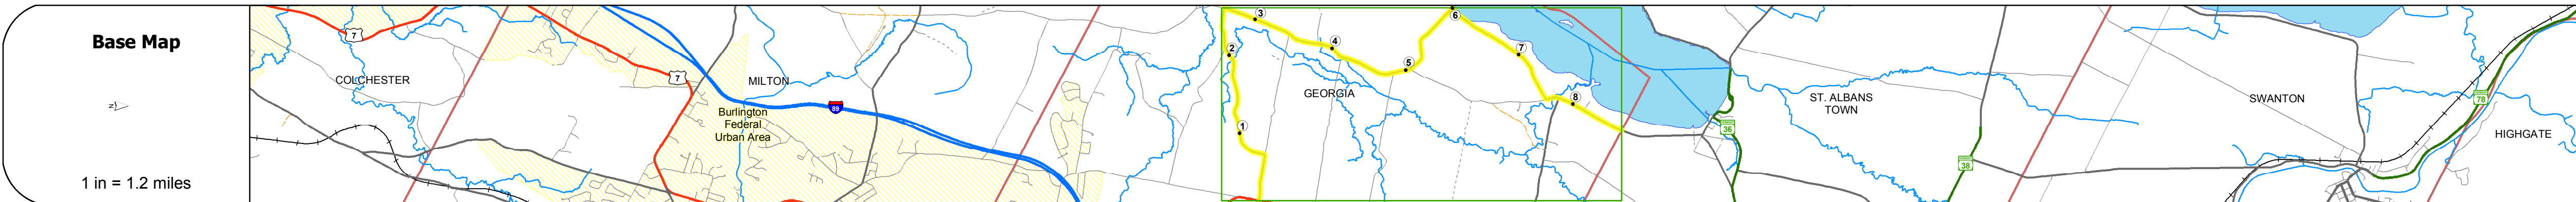 Base Map
N
1 in = 1.2 miles
7
COLCHESTER
7
MILTON
Burlington
Federal
Urban Area
89
1
2
3
4
5
6
7
8
GEORGIA
36
ST. ALBANS
TOWN
38
SWANTON
78
HIGHGATE